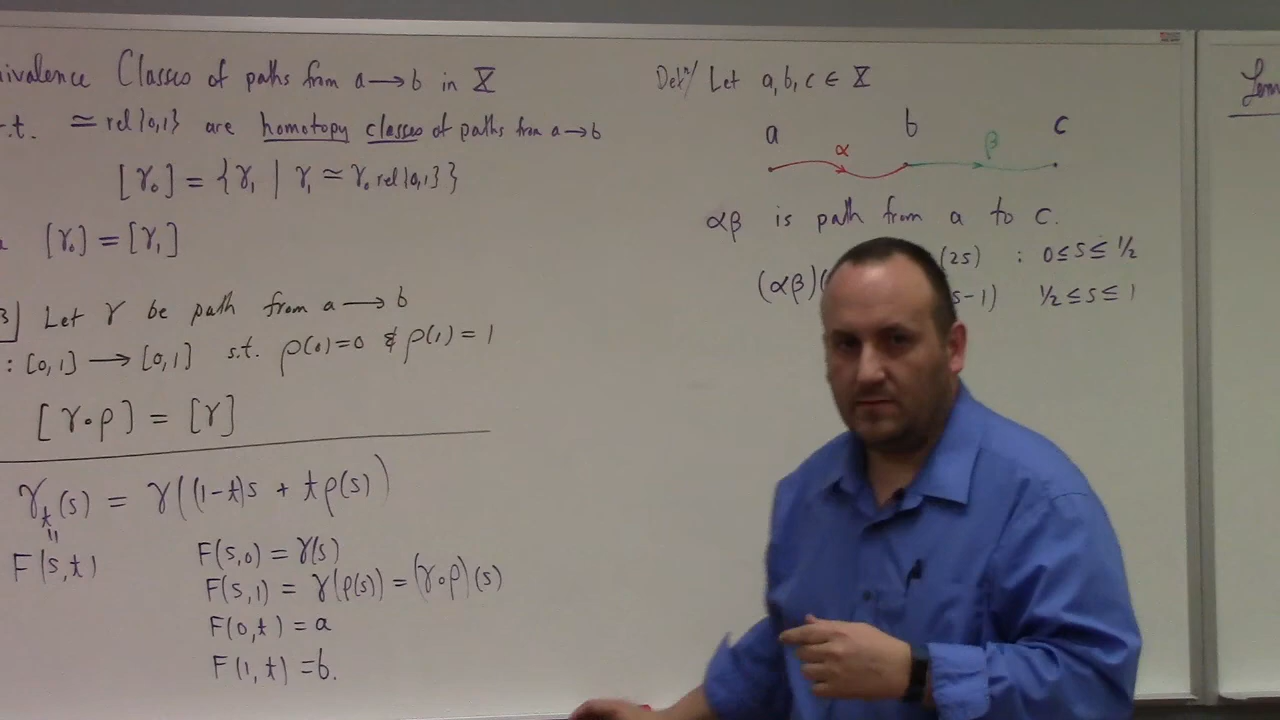 ivalence Classes of paths from a → b in X
r.t. ≃ rel{0,1} are homotopy classes of paths from a→b
[γ₀] = {γ₁ | γ₁ ≃ γ₀ rel{0,1}}
[γ₀] = [γ₁]
3] Let γ be path from a → b
: [0,1] → [0,1] s.t. ρ(0)=0 & ρ(1)=1
[γ∘ρ] = [γ]
γₜ(s) = γ((1-t)s + tρ(s))
"
F(s,t)
F(s,0) = γ(s)
F(s,1) = γ(ρ(s)) = (γ∘ρ)(s)
F(0,t) = a
F(1,t) = b.
Defⁿ/ Let a,b,c ∈ X
a b c
α β
αβ is path from a to c.
(αβ)( (2s) : 0≤s≤1/2
s-1) 1/2≤s≤1
Lem